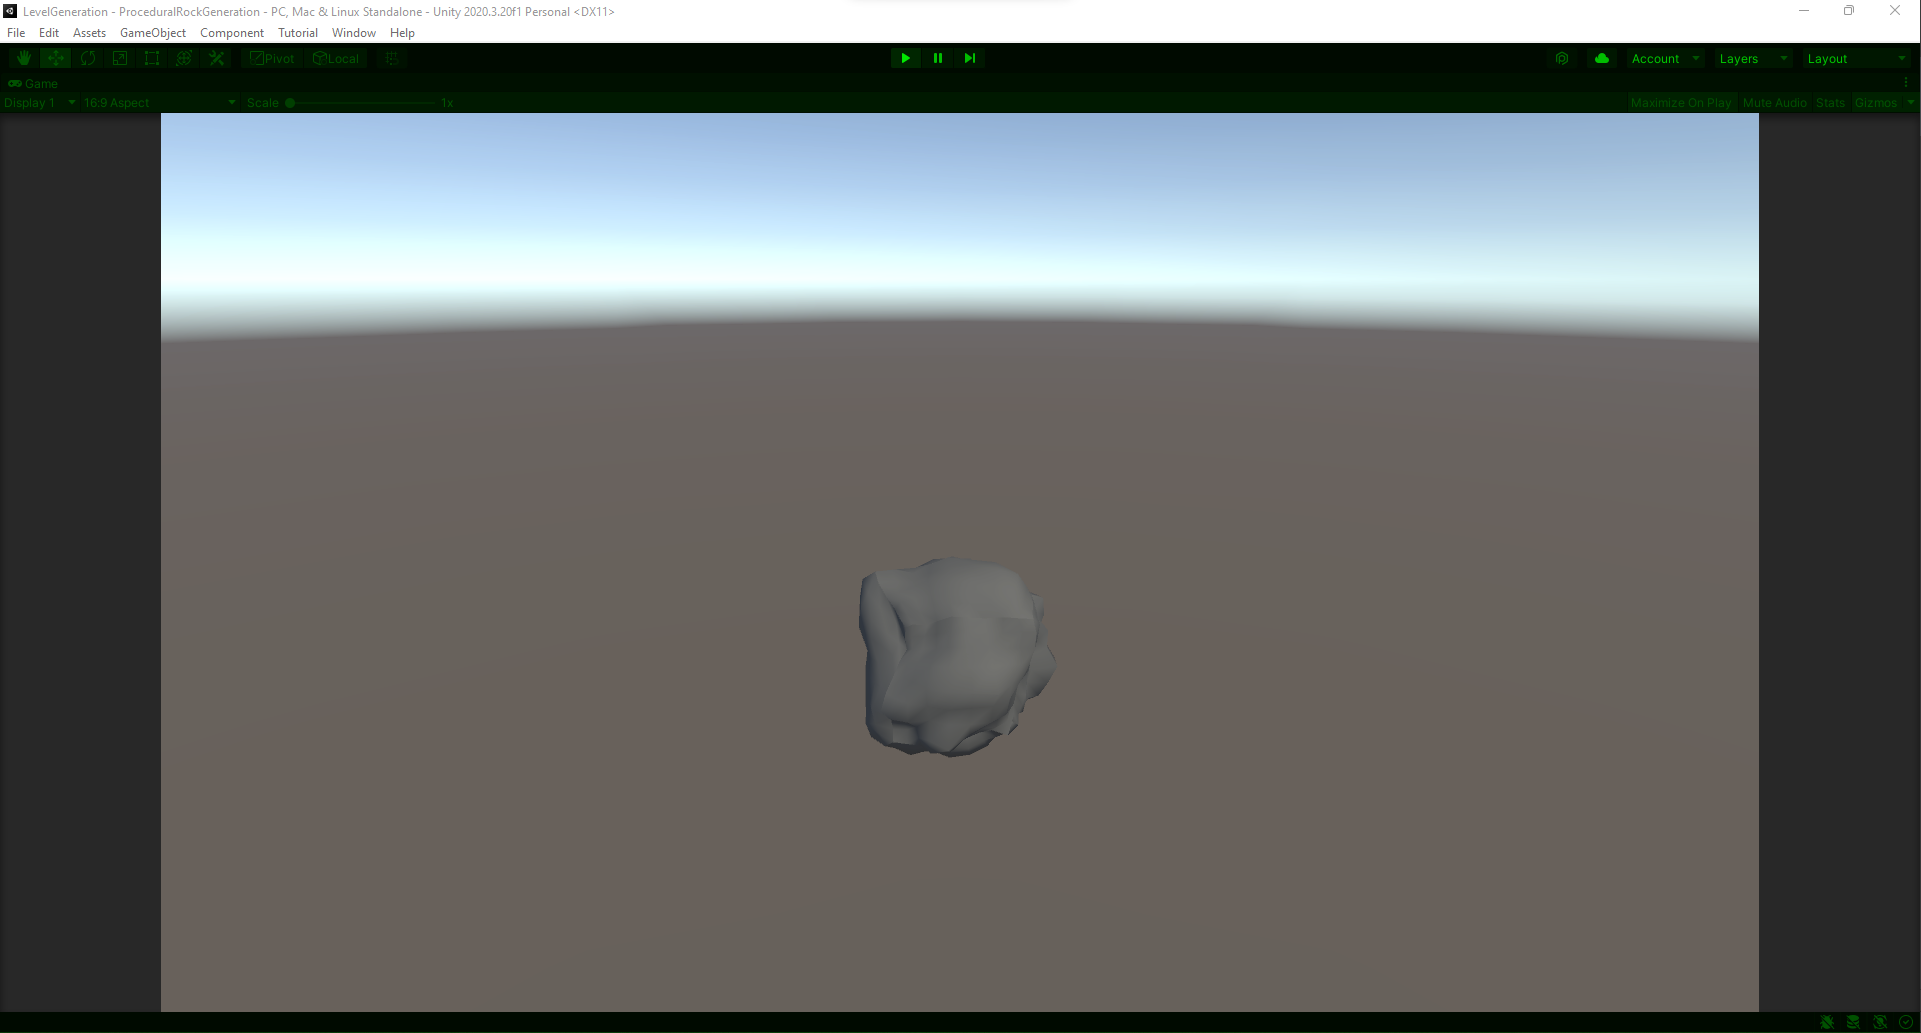 LevelGeneration - ProceduralRockGeneration - PC, Mac & Linux Standalone - Unity 2020.3.20f1 Personal <DX11>
File Edit Assets GameObject Component Tutorial Window Help
Pivot Local Account Layers Layout
Game
Display 1 16:9 Aspect Scale 1x Maximize On Play Mute Audio Stats Gizmos